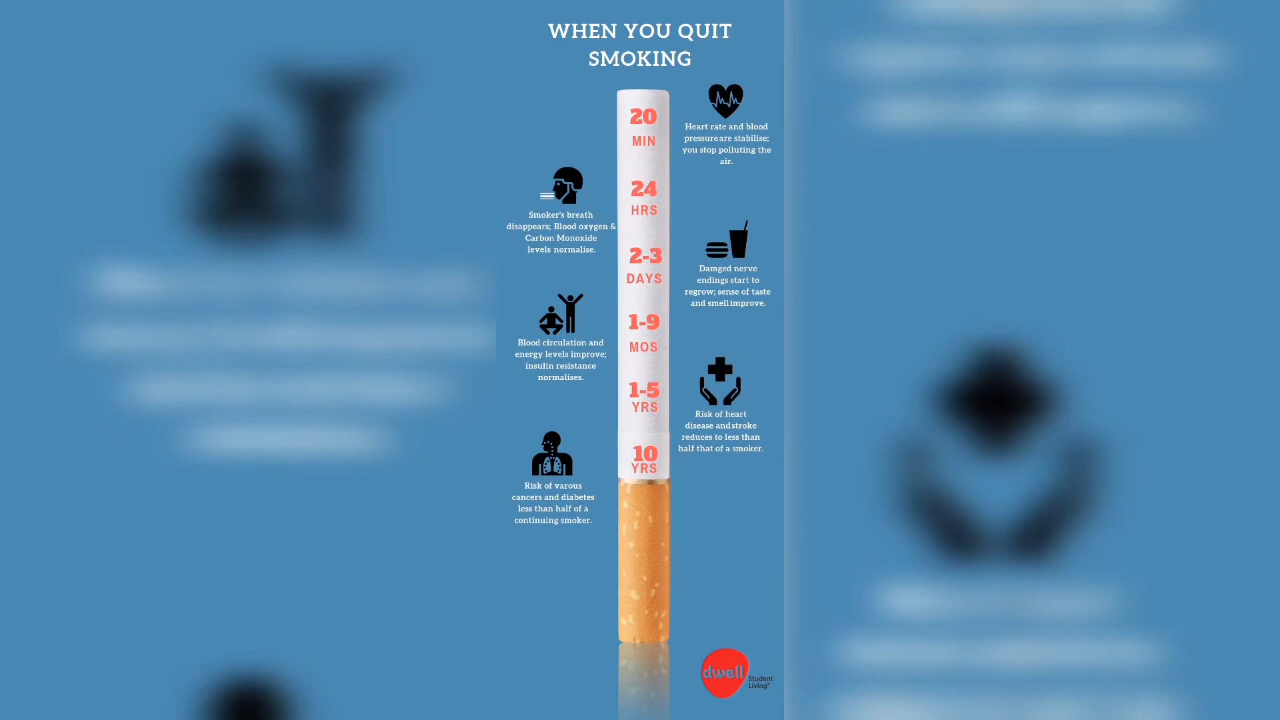 WHEN YOU QUIT
SMOKING
20
MIN
Heart rate and blood
pressure are stabilise;
you stop polluting the
air.
24
HRS
Smoker's breath
disappears; Blood oxygen &
Carbon Monoxide
levels normalise.
2-3
DAYS
Damged nerve
endings start to
regrow; sense of taste
and smell improve.
1-9
MOS
Blood circulation and
energy levels improve;
insulin resistance
normalises.
1-5
YRS
Risk of heart
disease and stroke
reduces to less than
half that of a smoker.
10
YRS
Risk of varous
cancers and diabetes
less than half of a
continuing smoker.
dwell
Student
Living